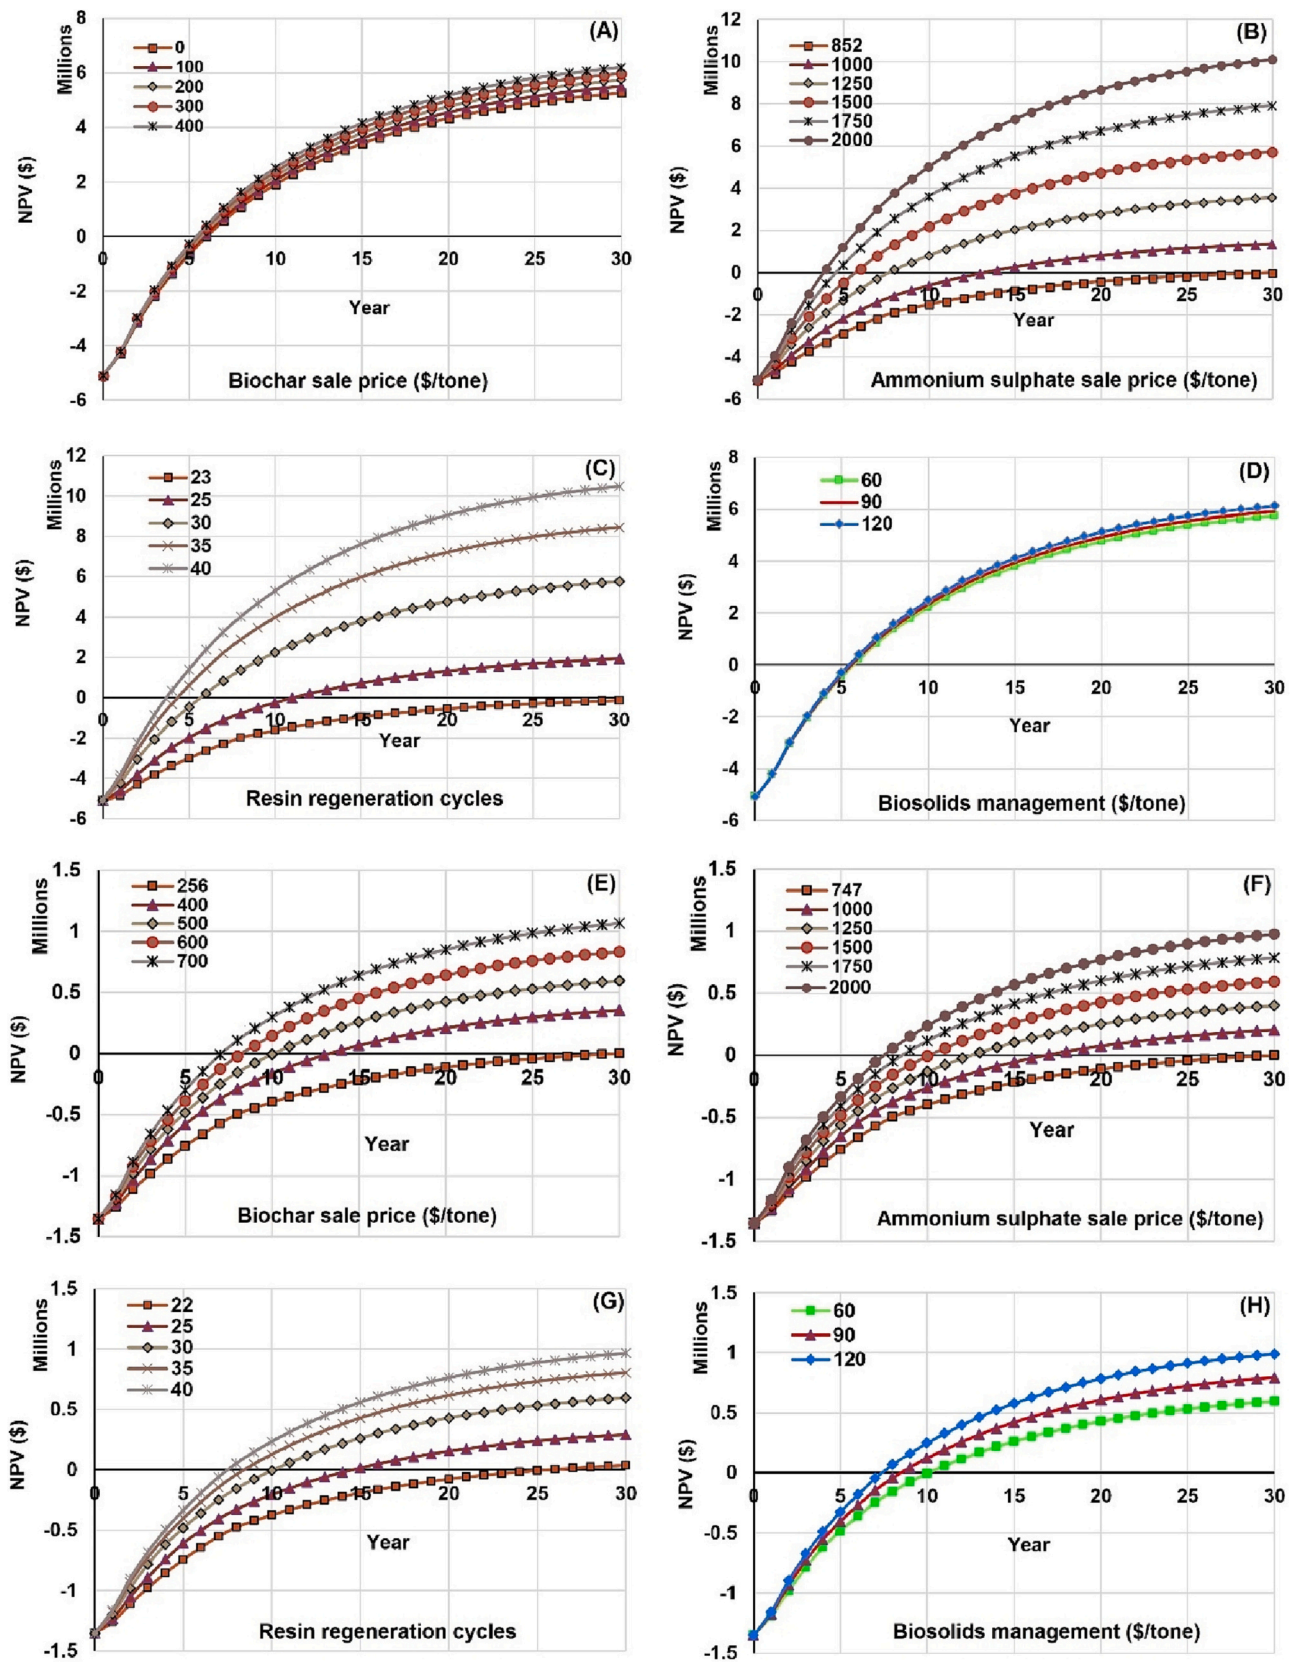 (A)
Millions
NPV ($)
8
6
4
2
0
-2
-4
-6
0
100
200
300
400
0 5 10 15 20 25 30
Year
Biochar sale price ($/tone)
(B)
Millions
NPV ($)
12
10
8
6
4
2
0
-2
-4
-6
852
1000
1250
1500
1750
2000
0 5 10 15 20 25 30
Year
Ammonium sulphate sale price ($/tone)
(C)
Millions
NPV ($)
12
10
8
6
4
2
0
-2
-4
-6
23
25
30
35
40
0 5 10 15 20 25 30
Year
Resin regeneration cycles
(D)
Millions
NPV ($)
8
6
4
2
0
-2
-4
-6
60
90
120
0 5 10 15 20 25 30
Year
Biosolids management ($/tone)
(E)
Millions
NPV ($)
1.5
1
0.5
0
-0.5
-1
-1.5
256
400
500
600
700
0 5 10 15 20 25 30
Year
Biochar sale price ($/tone)
(F)
Millions
NPV ($)
1.5
1
0.5
0
-0.5
-1
-1.5
747
1000
1250
1500
1750
2000
0 5 10 15 20 25 30
Year
Ammonium sulphate sale price ($/tone)
(G)
Millions
NPV ($)
1.5
1
0.5
0
-0.5
-1
-1.5
22
25
30
35
40
0 5 10 15 20 25 30
Year
Resin regeneration cycles
(H)
Millions
NPV ($)
1.5
1
0.5
0
-0.5
-1
-1.5
60
90
120
0 5 10 15 20 25 30
Year
Biosolids management ($/tone)